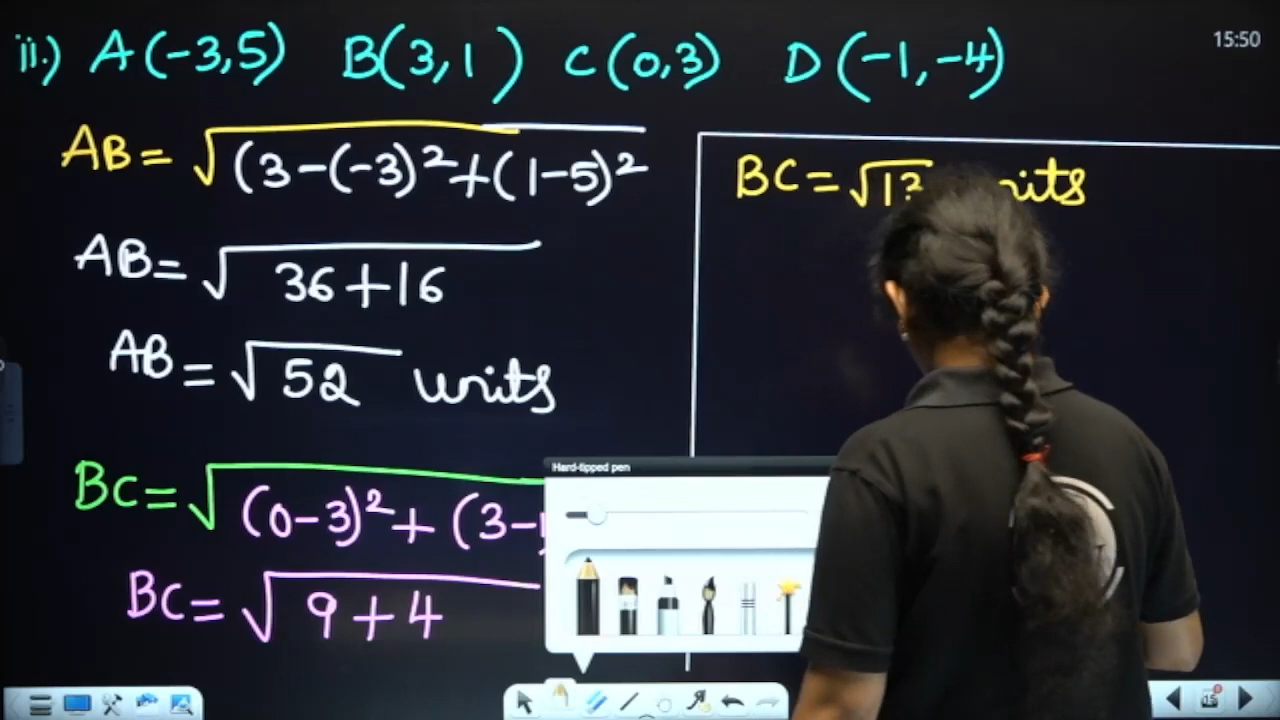 ii.) A(-3,5) B(3,1) C(0,3) D(-1,-4)
15:50
AB = √(3-(-3)²+(1-5)²
AB = √36+16
AB = √52 units
BC = √(0-3)²+(3-
BC = √9+4
BC = √13
Hard-tipped pen